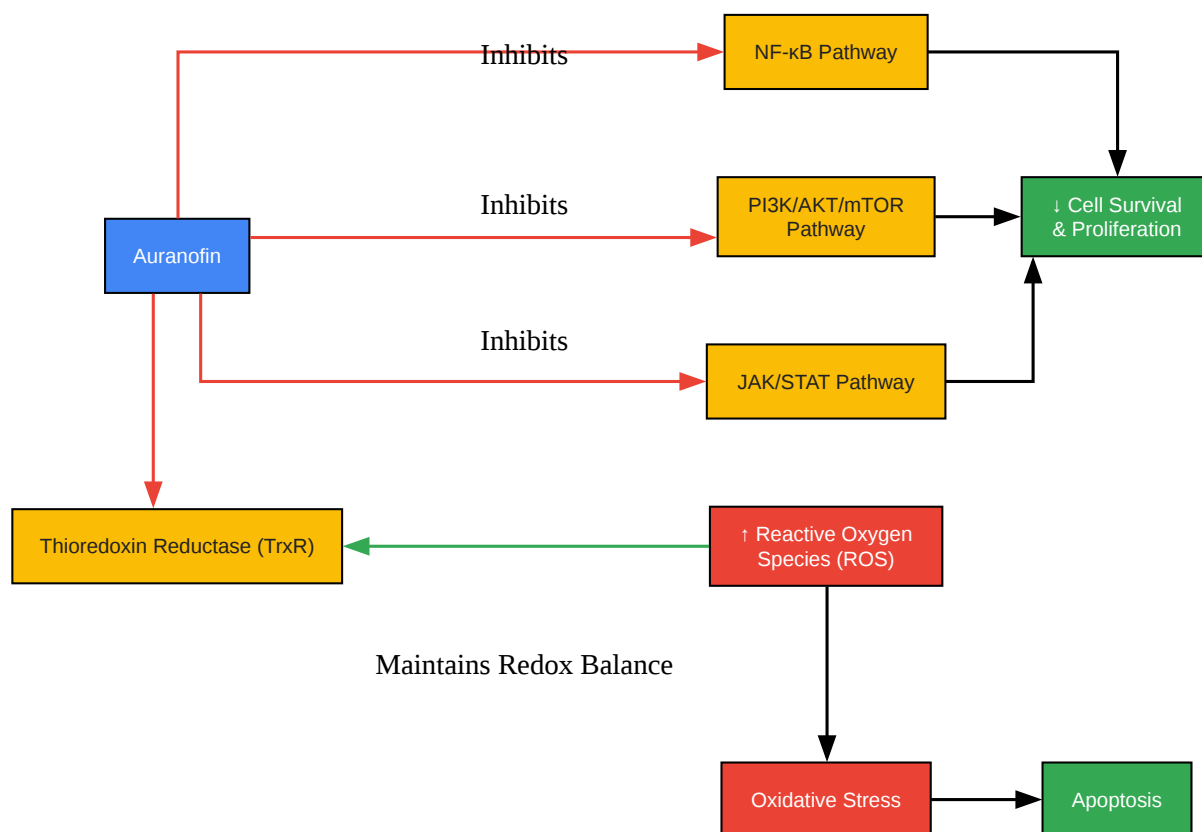 Inhibits
NF-κB Pathway
Inhibits
PI3K/AKT/mTOR
Pathway
↓ Cell Survival
& Proliferation
Auranofin
Inhibits
JAK/STAT Pathway
Thioredoxin Reductase (TrxR)
↑ Reactive Oxygen
Species (ROS)
Maintains Redox Balance
Oxidative Stress
Apoptosis